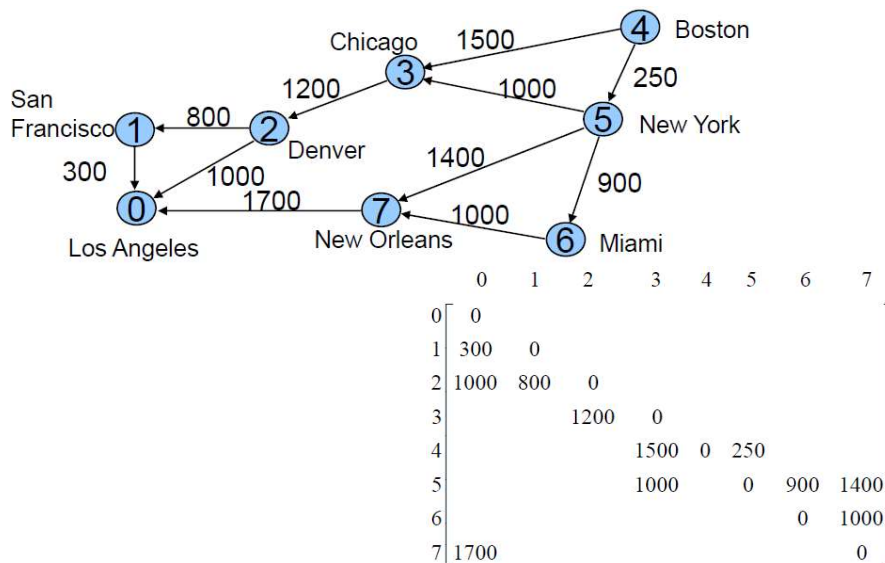 4 Boston
Chicago 1500
3
250
1200 1000
San
Francisco 1 800 2 5 New York
Denver
1400
300 1000 900
1700
0 7 1000
Los Angeles New Orleans 6 Miami
0 1 2 3 4 5 6 7
0 0
1 300 0
2 1000 800 0
3 1200 0
4 1500 0 250
5 1000 0 900 1400
6 0 1000
7 1700 0